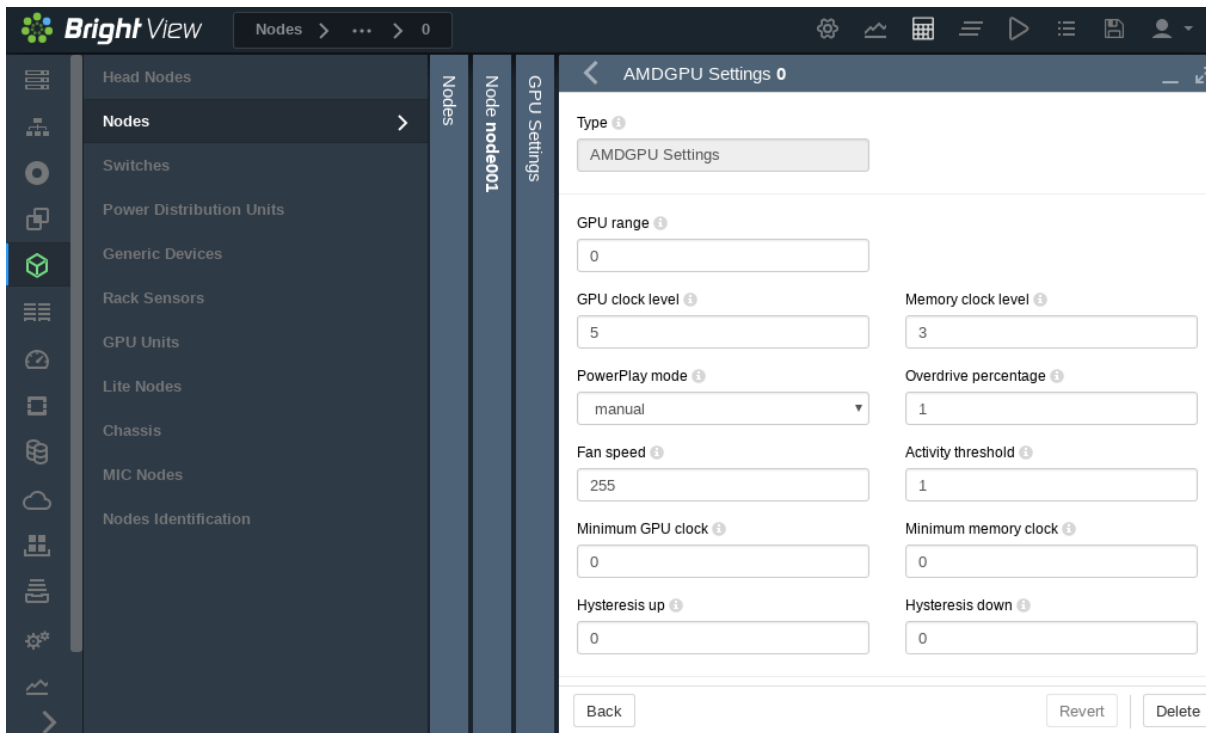 Bright View
Nodes > ... > 0
Head Nodes
Nodes
Switches
Power Distribution Units
Generic Devices
Rack Sensors
GPU Units
Lite Nodes
Chassis
MIC Nodes
Nodes Identification
Nodes
Node node001
GPU Settings
AMDGPU Settings 0
Type
AMDGPU Settings
GPU range
0
GPU clock level
5
Memory clock level
3
PowerPlay mode
manual
Overdrive percentage
1
Fan speed
255
Activity threshold
1
Minimum GPU clock
0
Minimum memory clock
0
Hysteresis up
0
Hysteresis down
0
Back
Revert
Delete